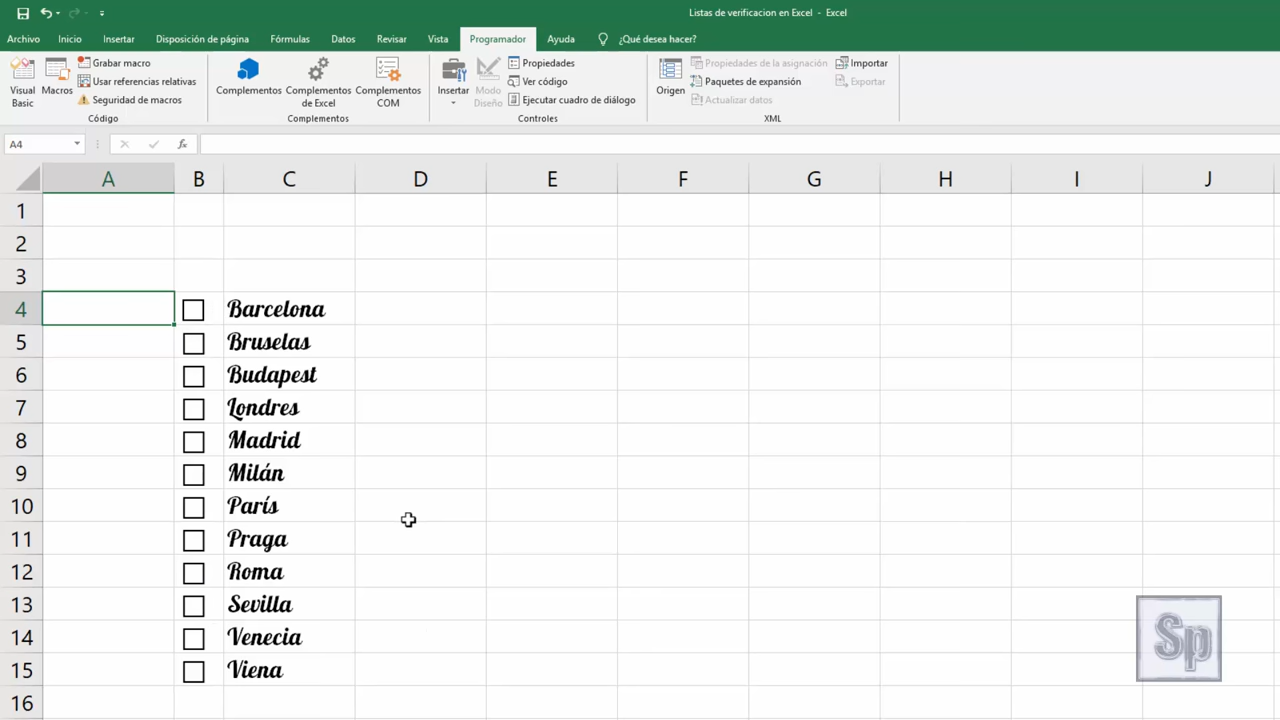 Listas de verificacion en Excel - Excel
Archivo Inicio Insertar Disposición de página Fórmulas Datos Revisar Vista Programador Ayuda ¿Qué desea hacer?
Visual Basic
Macros
Grabar macro
Usar referencias relativas
Seguridad de macros
Código
Complementos
Complementos de Excel
Complementos COM
Complementos
Insertar
Modo Diseño
Propiedades
Ver código
Ejecutar cuadro de diálogo
Controles
Origen
Propiedades de la asignación
Paquetes de expansión
Actualizar datos
Importar
Exportar
XML
A4 fx
A B C D E F G H I J
1
2
3
4 Barcelona
5 Bruselas
6 Budapest
7 Londres
8 Madrid
9 Milán
10 París
11 Praga
12 Roma
13 Sevilla
14 Venecia
15 Viena
16
Sp